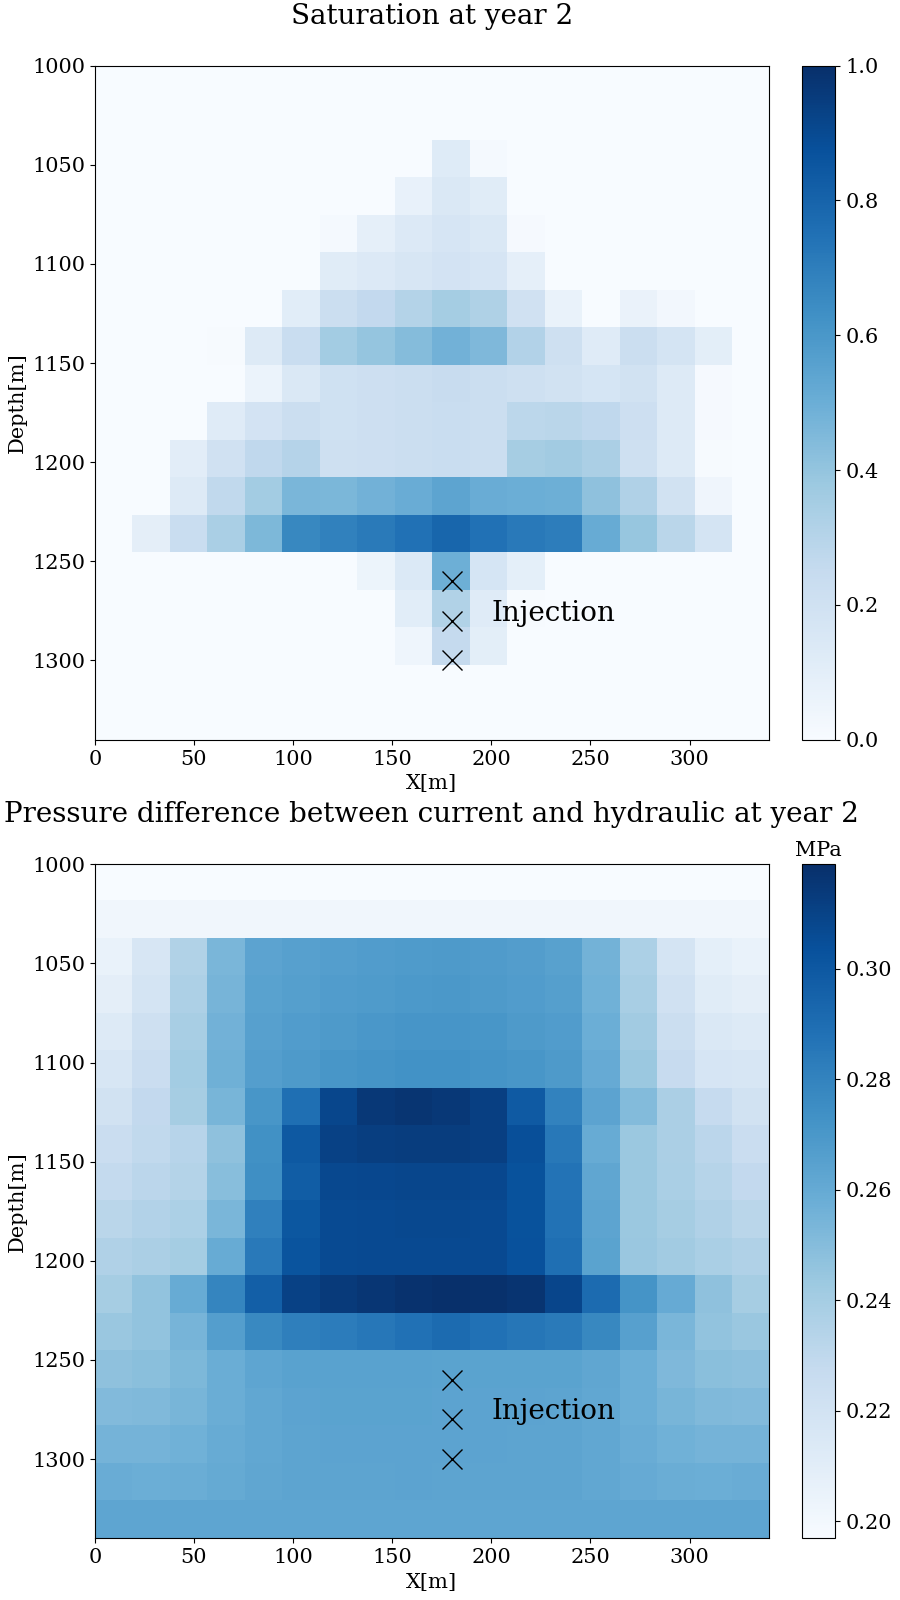 Saturation at year 2
1000
1050
1100
1150
1200
1250
1300
Depth[m]
Injection
0 50 100 150 200 250 300
X[m]
1.0
0.8
0.6
0.4
0.2
0.0
Pressure difference between current and hydraulic at year 2
MPa
1000
1050
1100
1150
1200
1250
1300
Depth[m]
Injection
0 50 100 150 200 250 300
X[m]
0.30
0.28
0.26
0.24
0.22
0.20